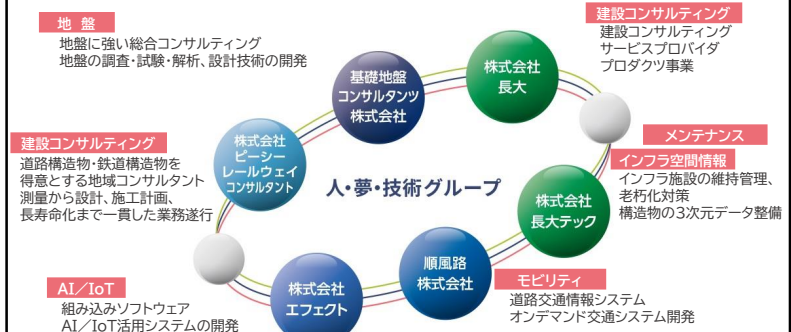 地 盤
地盤に強い総合コンサルティング
地盤の調査・試験・解析、設計技術の開発
建設コンサルティング
建設コンサルティング
サービスプロバイダ
プロダクツ事業
基礎地盤
コンサルタンツ
株式会社
株式会社
長大
建設コンサルティング
道路構造物・鉄道構造物を
得意とする地域コンサルタント
測量から設計、施工計画、
長寿命化まで一貫した業務遂行
株式会社
ピーシー
レールウェイ
コンサルタント
人・夢・技術グループ
メンテナンス
インフラ空間情報
インフラ施設の維持管理、
老朽化対策
構造物の3次元データ整備
株式会社
長大テック
順風路
株式会社
株式会社
エフェクト
AI／IoT
組み込みソフトウェア
AI／IoT活用システムの開発
モビリティ
道路交通情報システム
オンデマンド交通システム開発